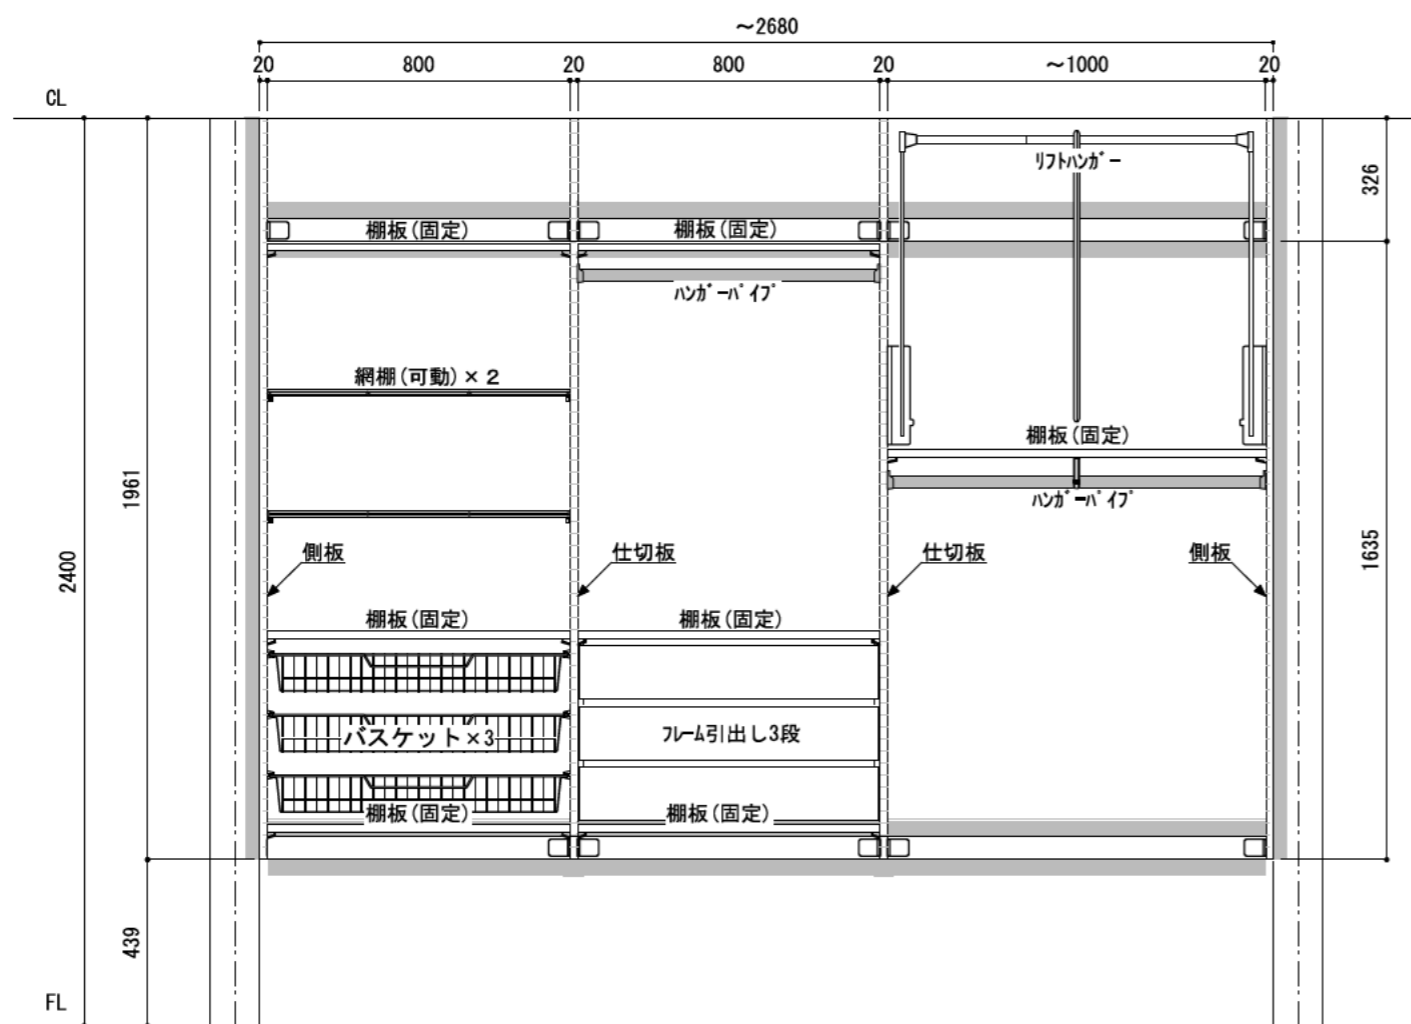 ～2680
20 800 20 800 20 ～1000 20
CL
リフトハンガー
326
棚板(固定) 棚板(固定)
ハンガーパイプ
網棚(可動)×２
棚板(固定)
1961
ハンガーパイプ
1635
2400
側板 仕切板 仕切板 側板
棚板(固定) 棚板(固定)
バスケット×3 フレーム引出し3段
棚板(固定) 棚板(固定)
439
FL